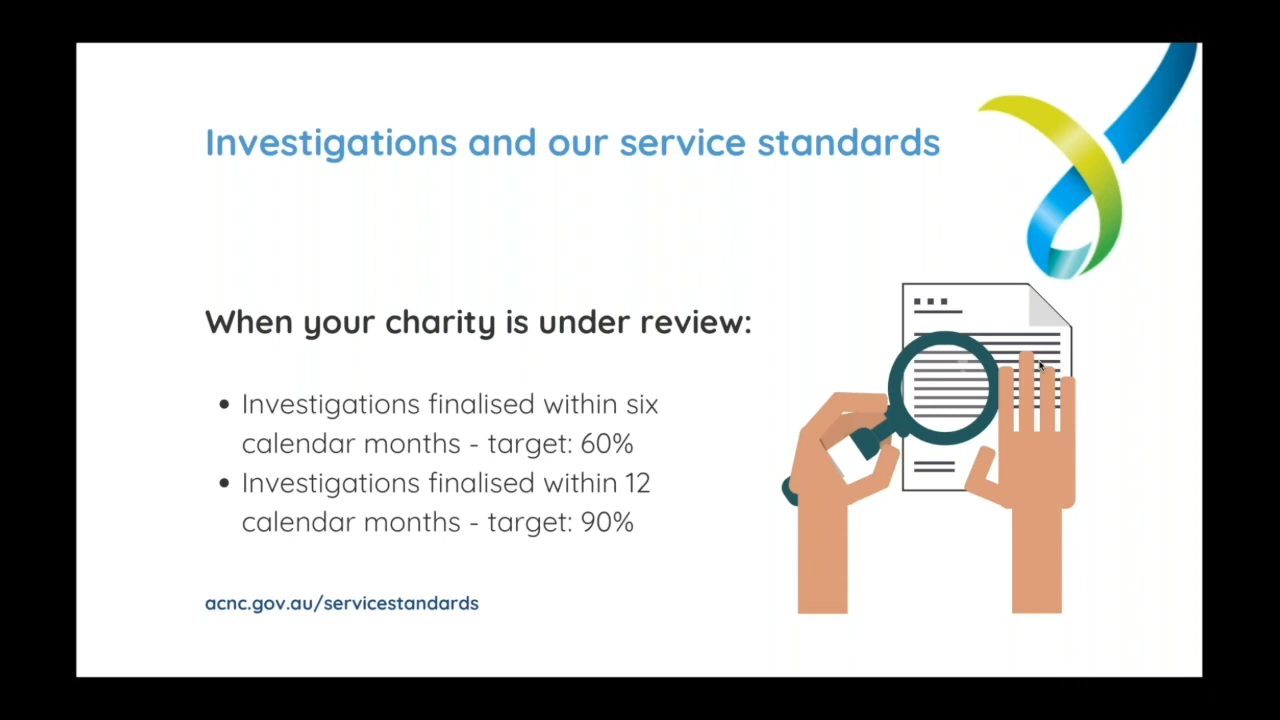 Investigations and our service standards
When your charity is under review:
• Investigations finalised within six
calendar months - target: 60%
• Investigations finalised within 12
calendar months - target: 90%
acnc.gov.au/servicestandards